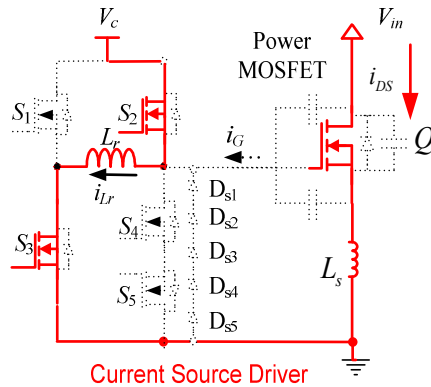 V_c
V_in
Power
MOSFET
i_DS
S_1
S_2
L_r
i_G
Q
i_Lr
D_s1
S_4
D_s2
S_3
D_s3
L_s
S_5
D_s4
D_s5
Current Source Driver